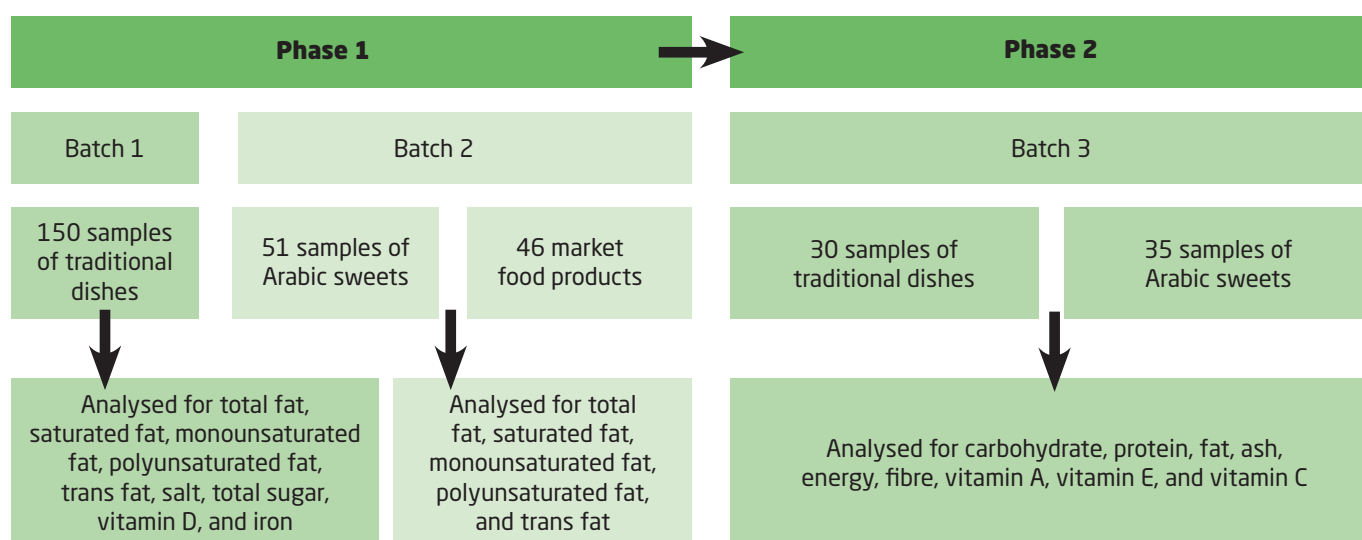 Phase 1
Phase 2
Batch 1
Batch 2
Batch 3
150 samples
of traditional
dishes
51 samples of
Arabic sweets
46 market
food products
30 samples of
traditional dishes
35 samples of
Arabic sweets
Analysed for total fat,
saturated fat, monounsaturated
fat, polyunsaturated fat,
trans fat, salt, total sugar,
vitamin D, and iron
Analysed for total
fat, saturated fat,
monounsaturated fat,
polyunsaturated fat,
and trans fat
Analysed for carbohydrate, protein, fat, ash,
energy, fibre, vitamin A, vitamin E, and vitamin C